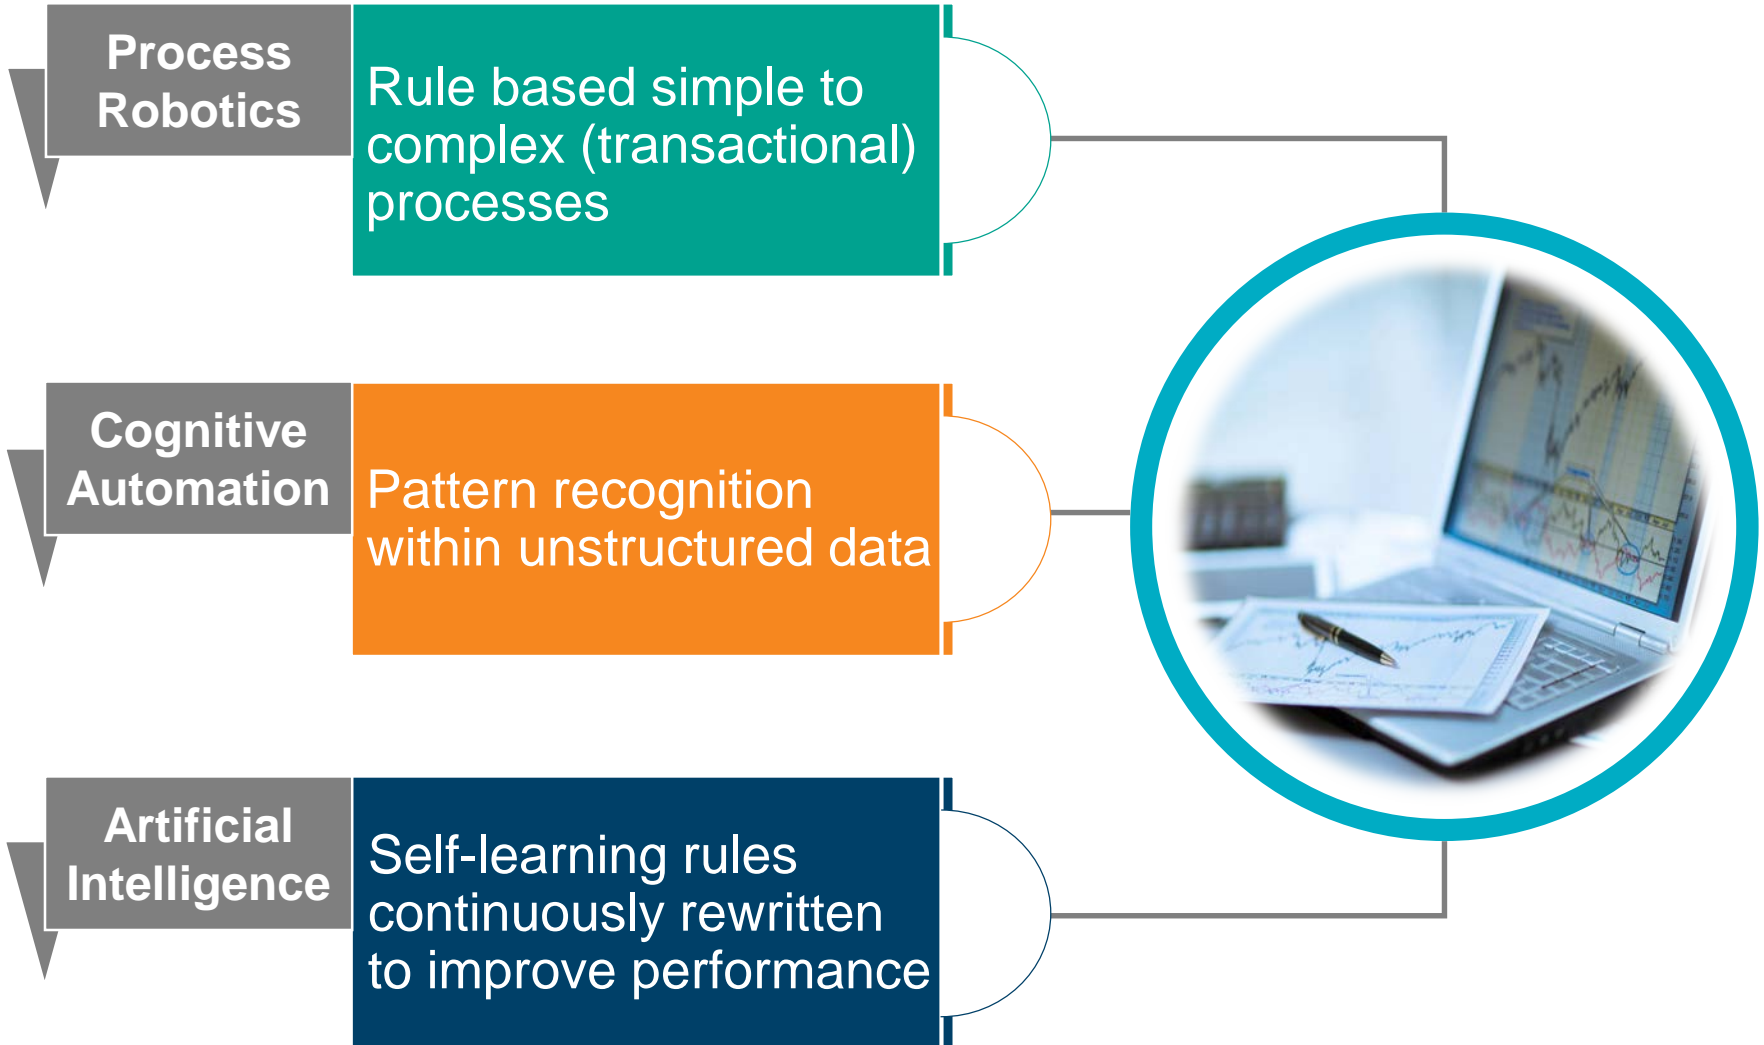 Process
Robotics
Rule based simple to
complex (transactional)
processes
Cognitive
Automation
Pattern recognition
within unstructured data
Artificial
Intelligence
Self-learning rules
continuously rewritten
to improve performance